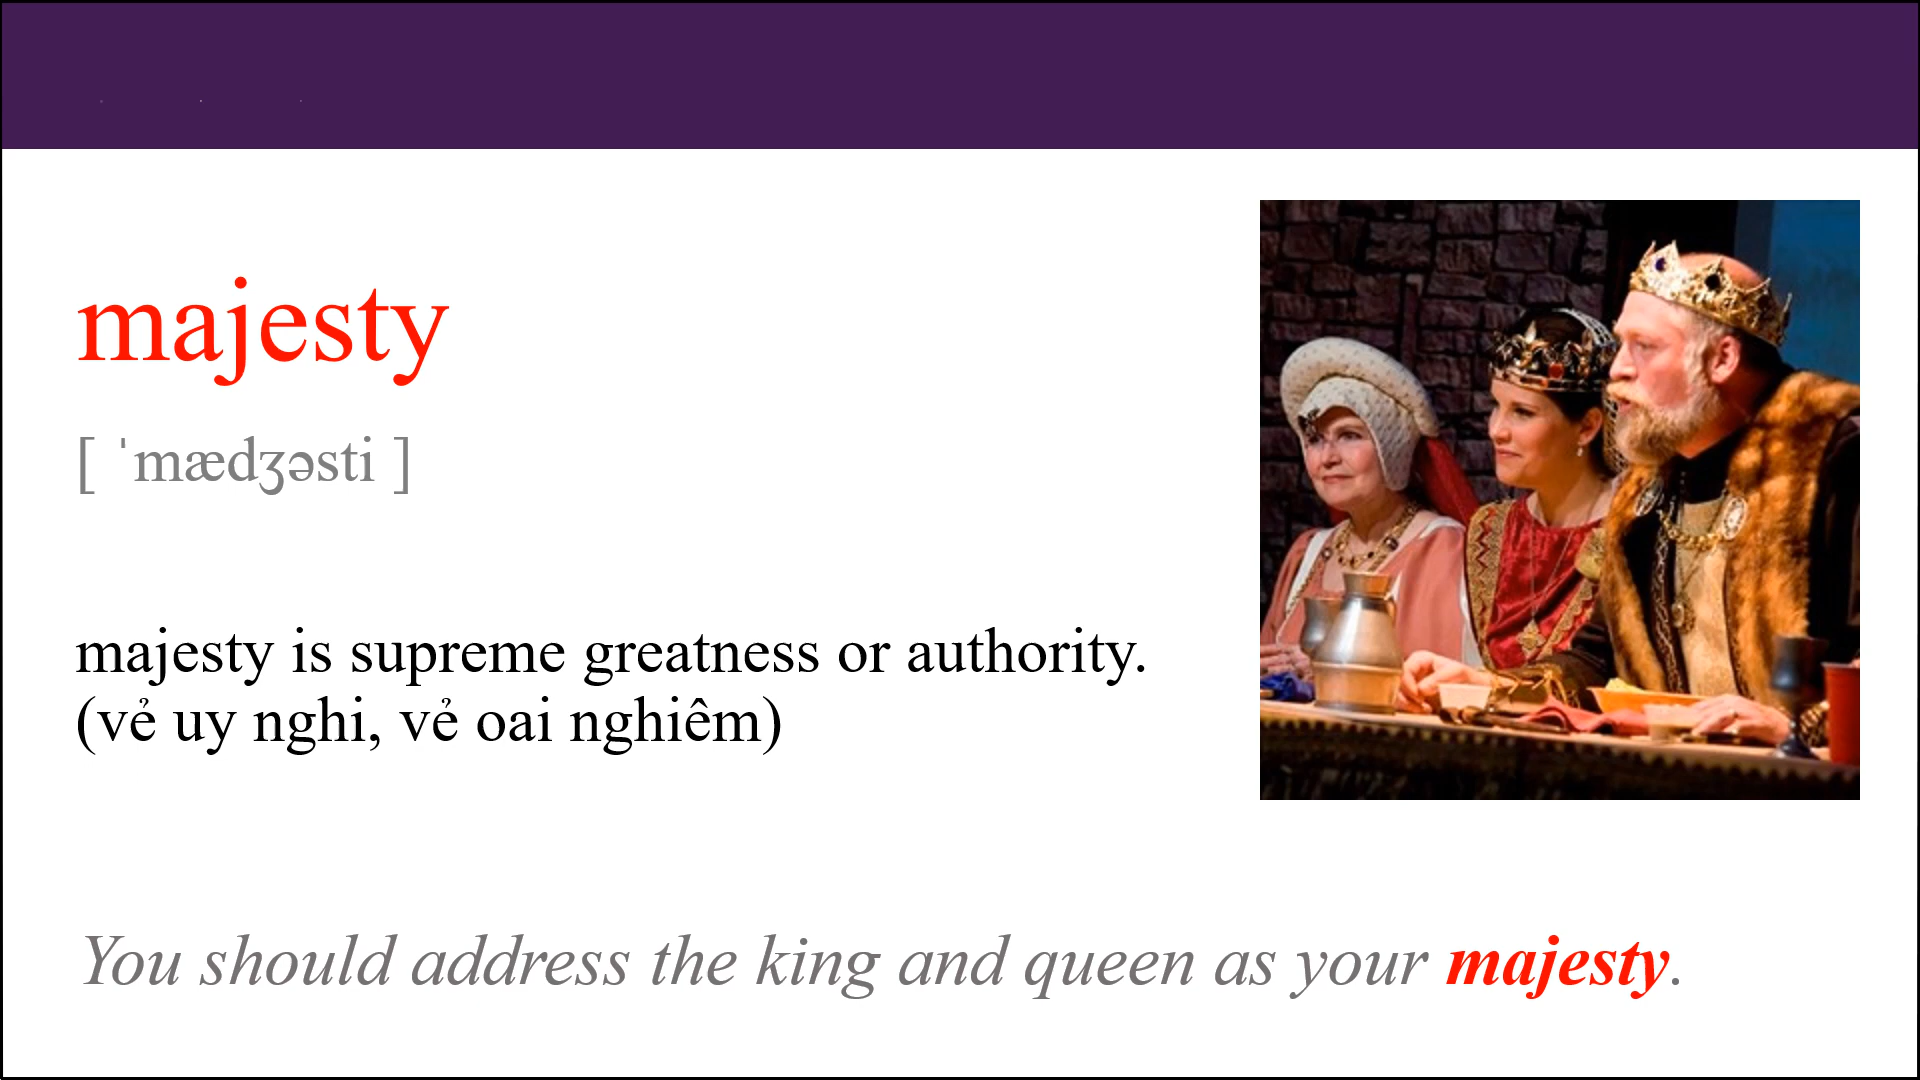 majesty
[ ˈmædʒəsti ]
majesty is supreme greatness or authority.
(vẻ uy nghi, vẻ oai nghiêm)
You should address the king and queen as your majesty.